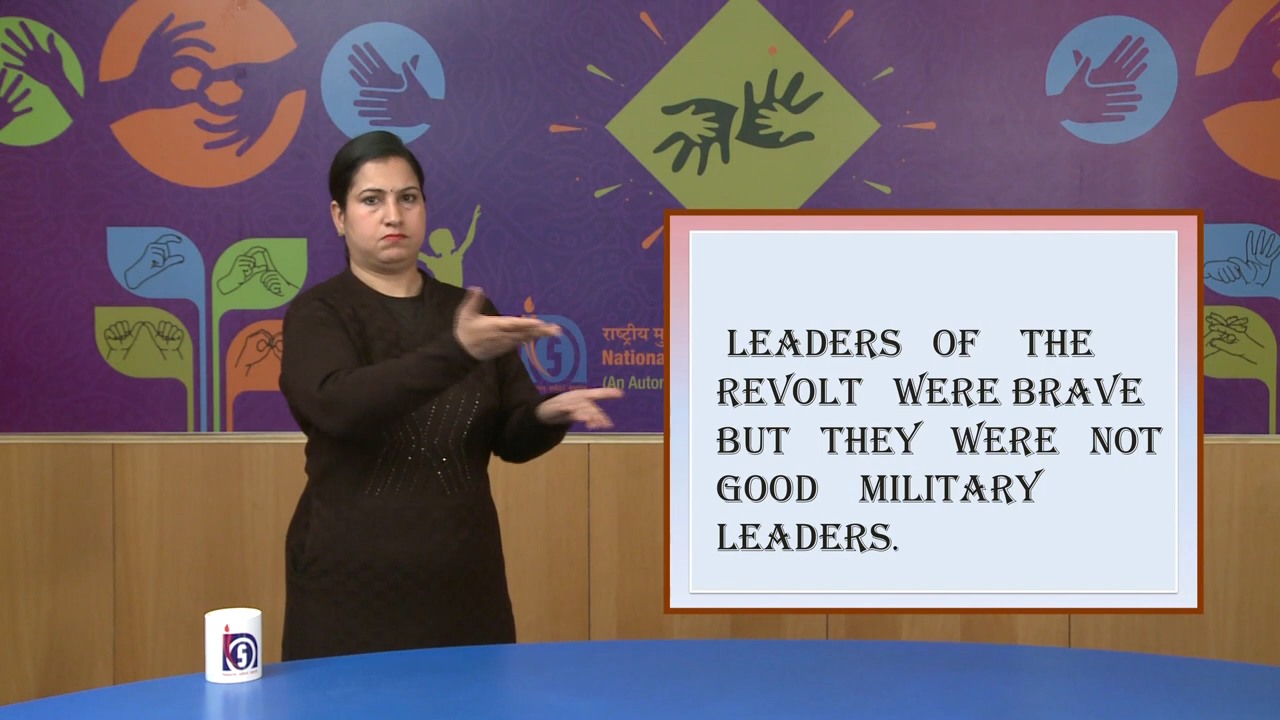 राष्ट्रीय
Nationa
(An Auto
LEADERS OF THE
REVOLT WERE BRAVE
BUT THEY WERE NOT
GOOD MILITARY
LEADERS.